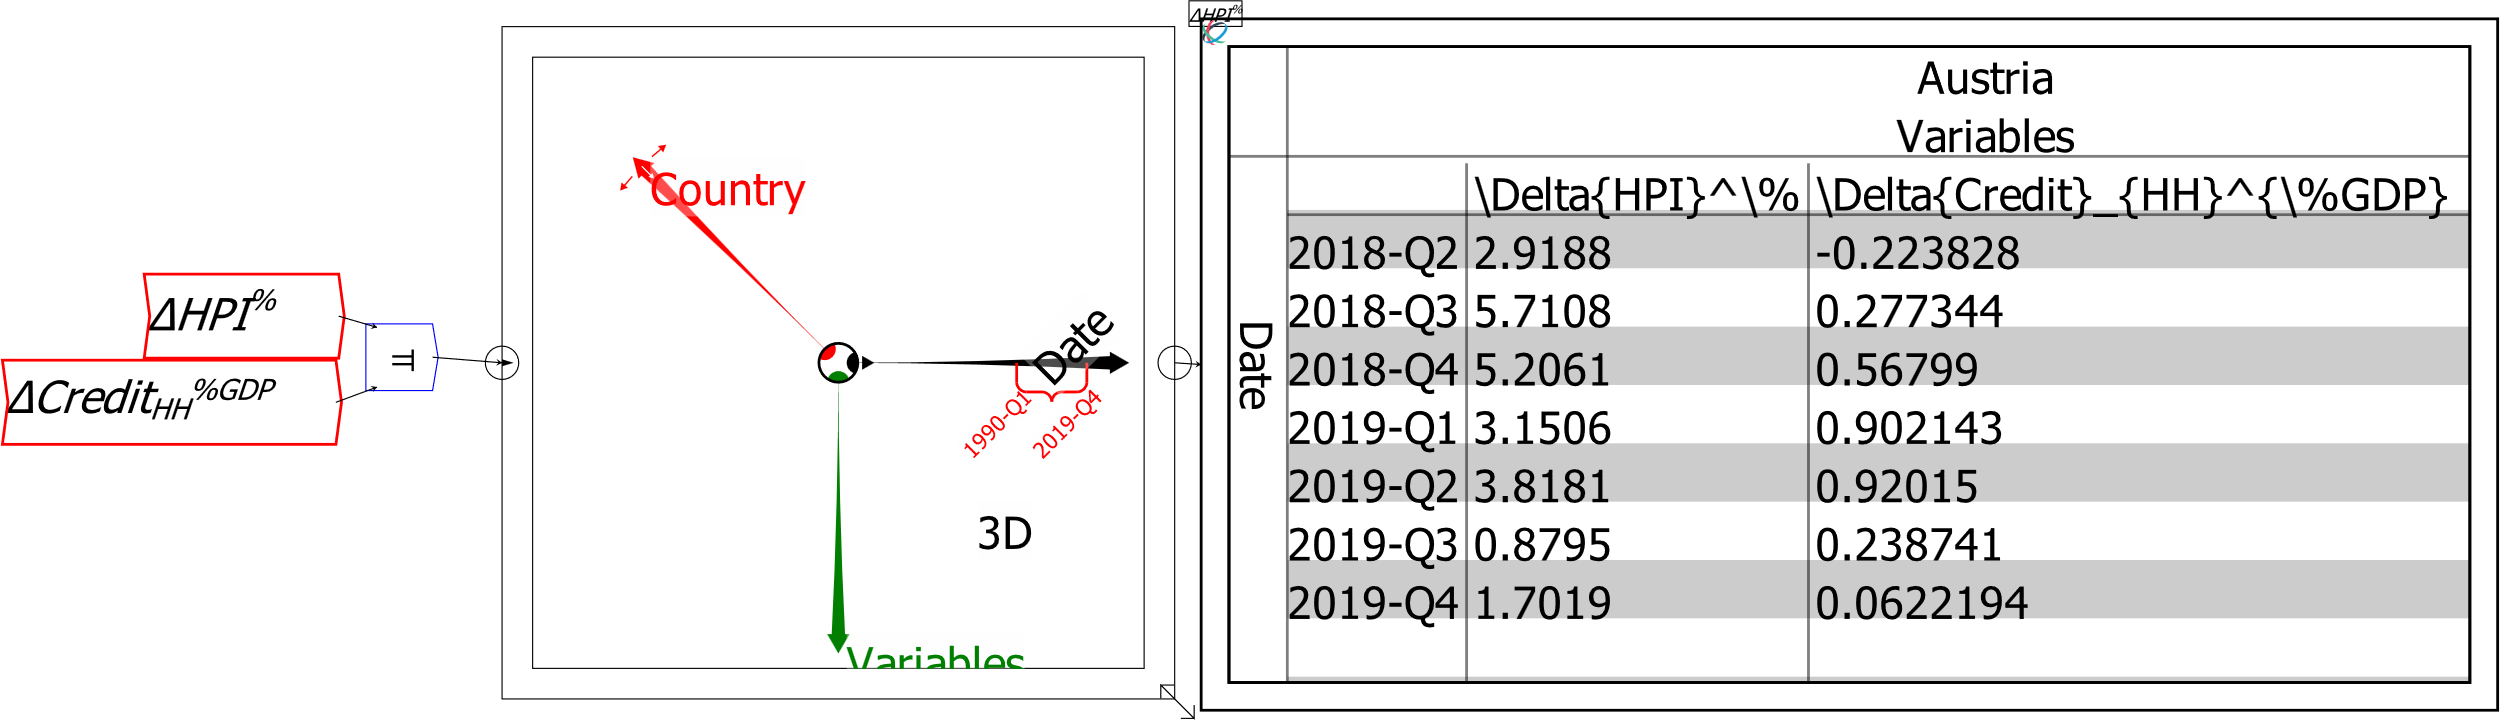 ΔHPI%
ΔHPI%
ΔCreditHH%GDP
=
Country
Date
1990-Q1
2019-Q4
3D
Variables
Austria
Variables
\Delta{HPI}^\% \Delta{Credit}_{HH}^{\%GDP}
Date
2018-Q2 2.9188 -0.223828
2018-Q3 5.7108 0.277344
2018-Q4 5.2061 0.56799
2019-Q1 3.1506 0.902143
2019-Q2 3.8181 0.92015
2019-Q3 0.8795 0.238741
2019-Q4 1.7019 0.0622194